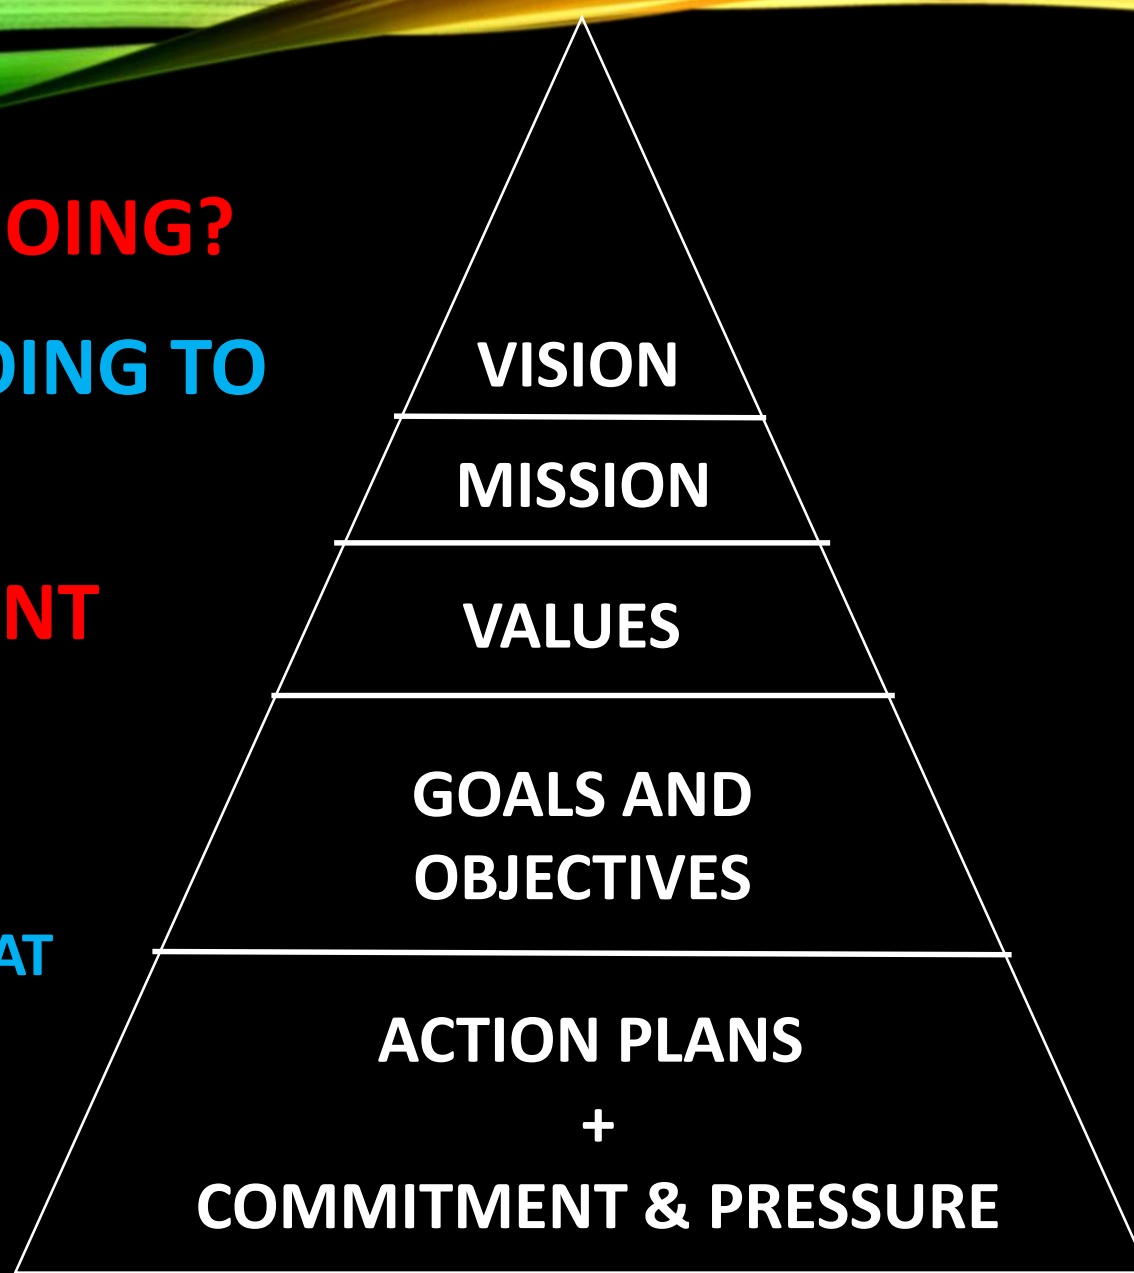 OING?
VISION
OING TO
MISSION
NT
VALUES
GOALS AND
OBJECTIVES
AT
ACTION PLANS
+
COMMITMENT & PRESSURE